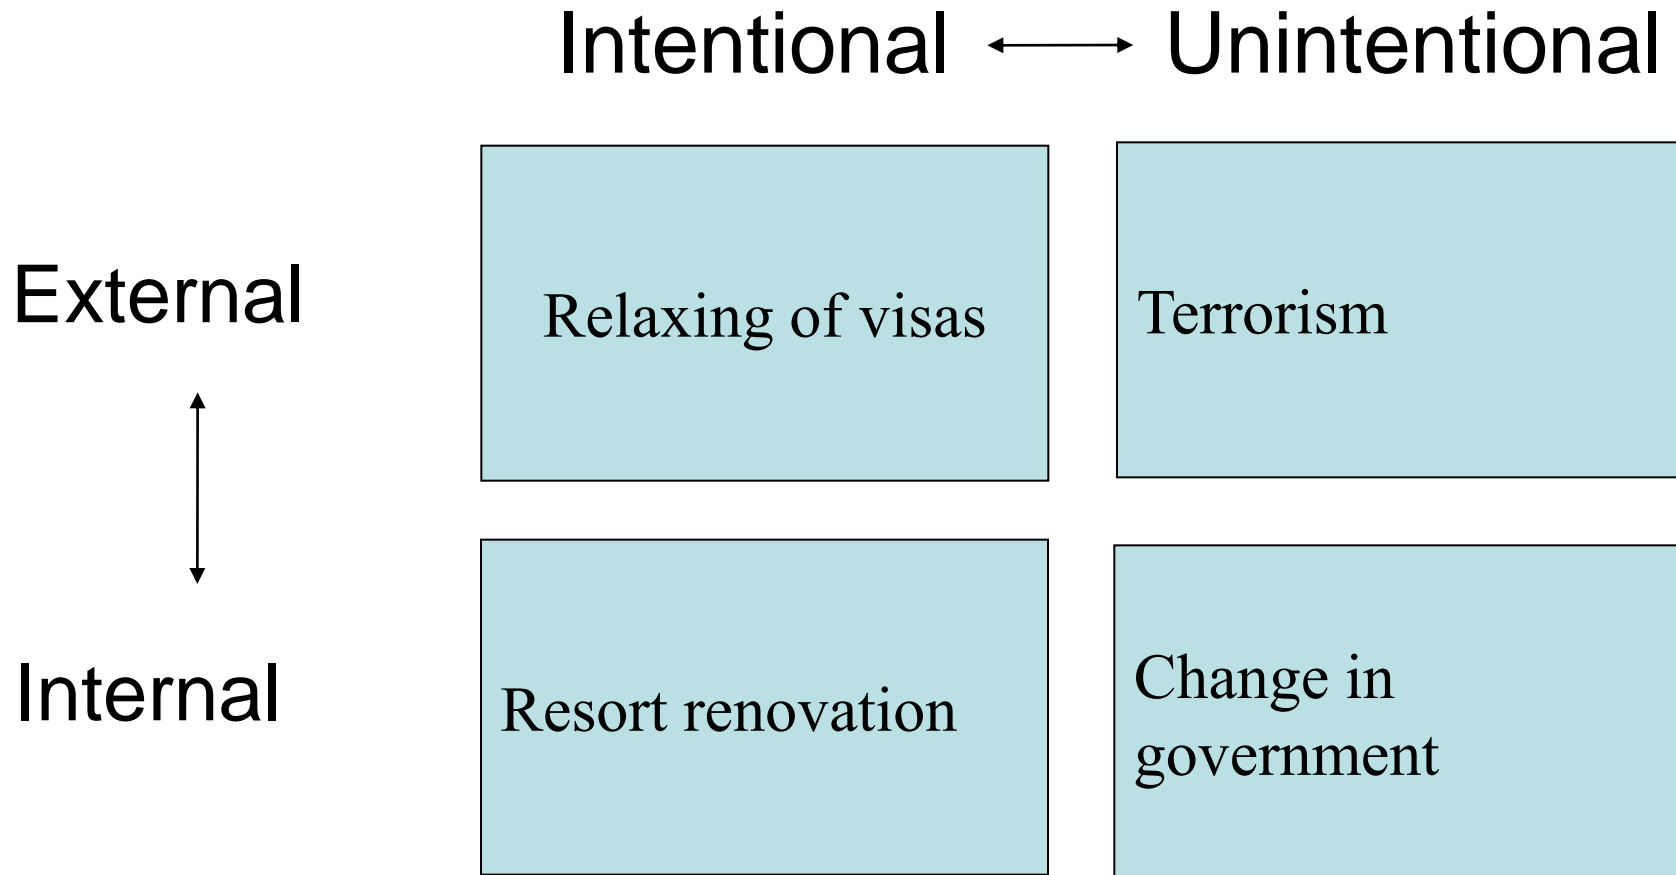 Intentional Unintentional
External
Relaxing of visas
Terrorism
Internal
Resort renovation
Change in
government